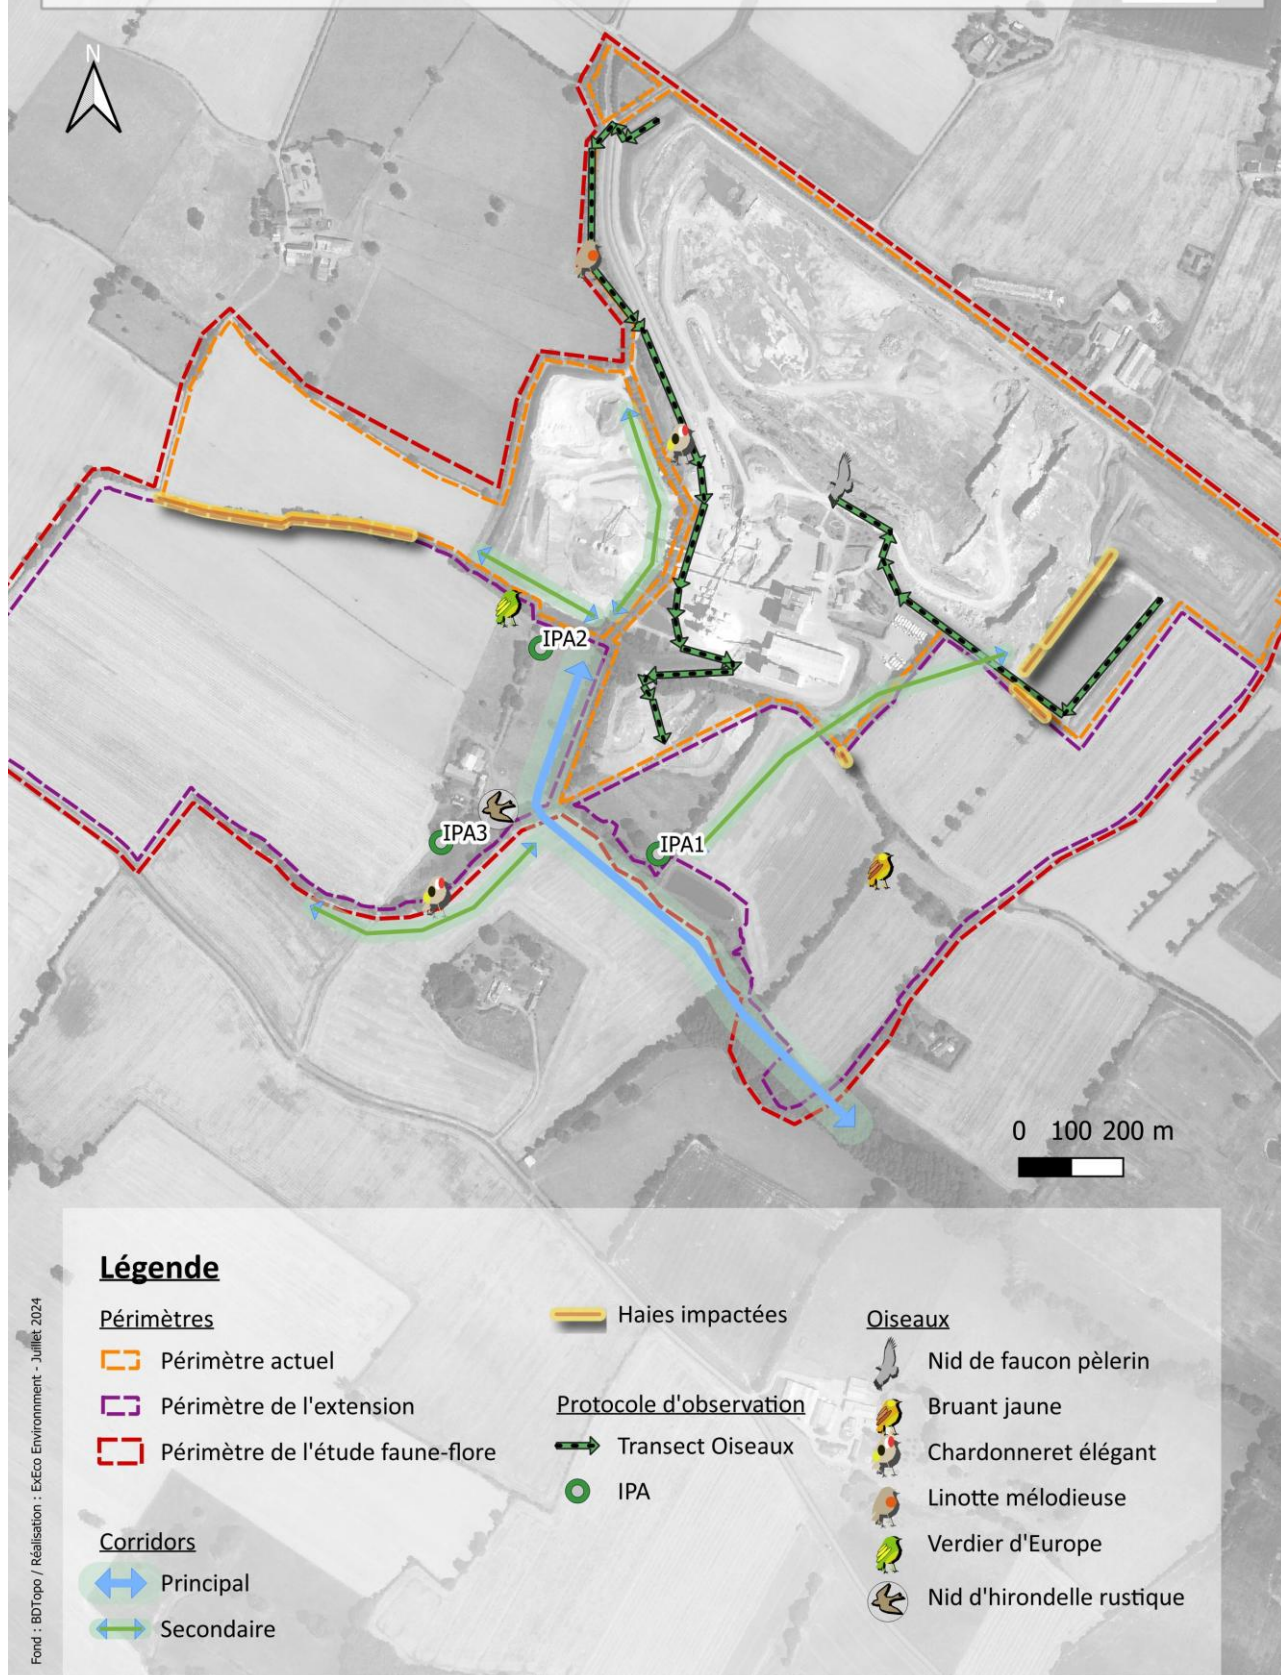 N
IPA2
IPA3
IPA1
0 100 200 m
Légende
Périmètres
Périmètre actuel
Périmètre de l'extension
Périmètre de l'étude faune-flore
Corridors
Principal
Secondaire
Haies impactées
Protocole d'observation
Transect Oiseaux
IPA
Oiseaux
Nid de faucon pèlerin
Bruant jaune
Chardonneret élégant
Linotte mélodieuse
Verdier d'Europe
Nid d'hirondelle rustique
Fond : BDTopo / Réalisation : ExEco Environnment - Juillet 2024